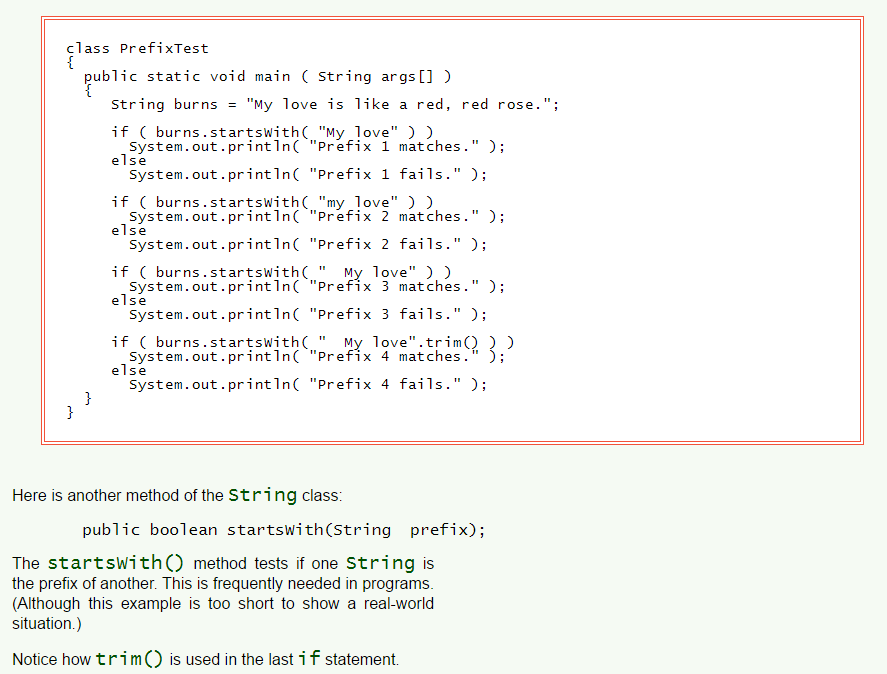 class PrefixTest
{
  public static void main ( String args[] )
  {
     String burns = "My love is like a red, red rose.";

     if ( burns.startsWith( "My love" ) )
       System.out.println( "Prefix 1 matches." );
     else
       System.out.println( "Prefix 1 fails." );

     if ( burns.startsWith( "my love" ) )
       System.out.println( "Prefix 2 matches." );
     else
       System.out.println( "Prefix 2 fails." );

     if ( burns.startsWith( "  My love" ) )
       System.out.println( "Prefix 3 matches." );
     else
       System.out.println( "Prefix 3 fails." );

     if ( burns.startsWith( "  My love".trim() ) )
       System.out.println( "Prefix 4 matches." );
     else
       System.out.println( "Prefix 4 fails." );
  }
}
Here is another method of the String class:
public boolean startsWith(String  prefix);
The startsWith() method tests if one String is
the prefix of another. This is frequently needed in programs.
(Although this example is too short to show a real-world
situation.)
Notice how trim() is used in the last if statement.